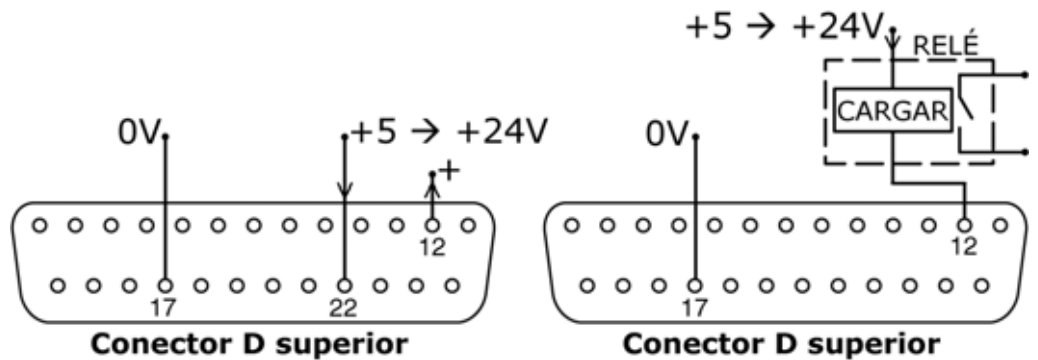 0V
+5 → +24V
+
12
17
22
Conector D superior
+5 → +24V
RELÉ
CARGAR
0V
12
17
Conector D superior